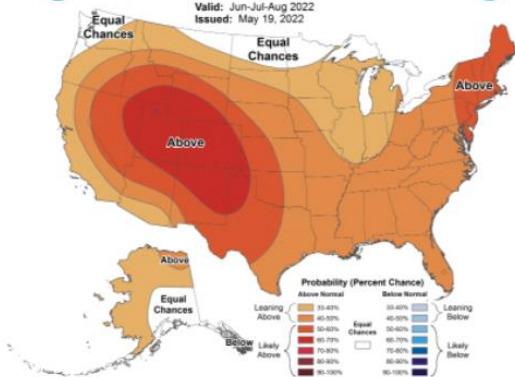 Valid: Jun-Jul-Aug 2022
Issued: May 19, 2022
Equal
Chances
Equal
Chances
Above
Above
Above
Equal
Chances
Below
Probability (Percent Chance)
Above Normal
Below Normal
Leaning
Above
33-40%
40-50%
50-60%
Likely
Above
60-70%
70-80%
80-90%
90-100%
Equal
Chances
33-40%
40-50%
50-60%
Leaning
Below
60-70%
70-80%
80-90%
90-100%
Likely
Below